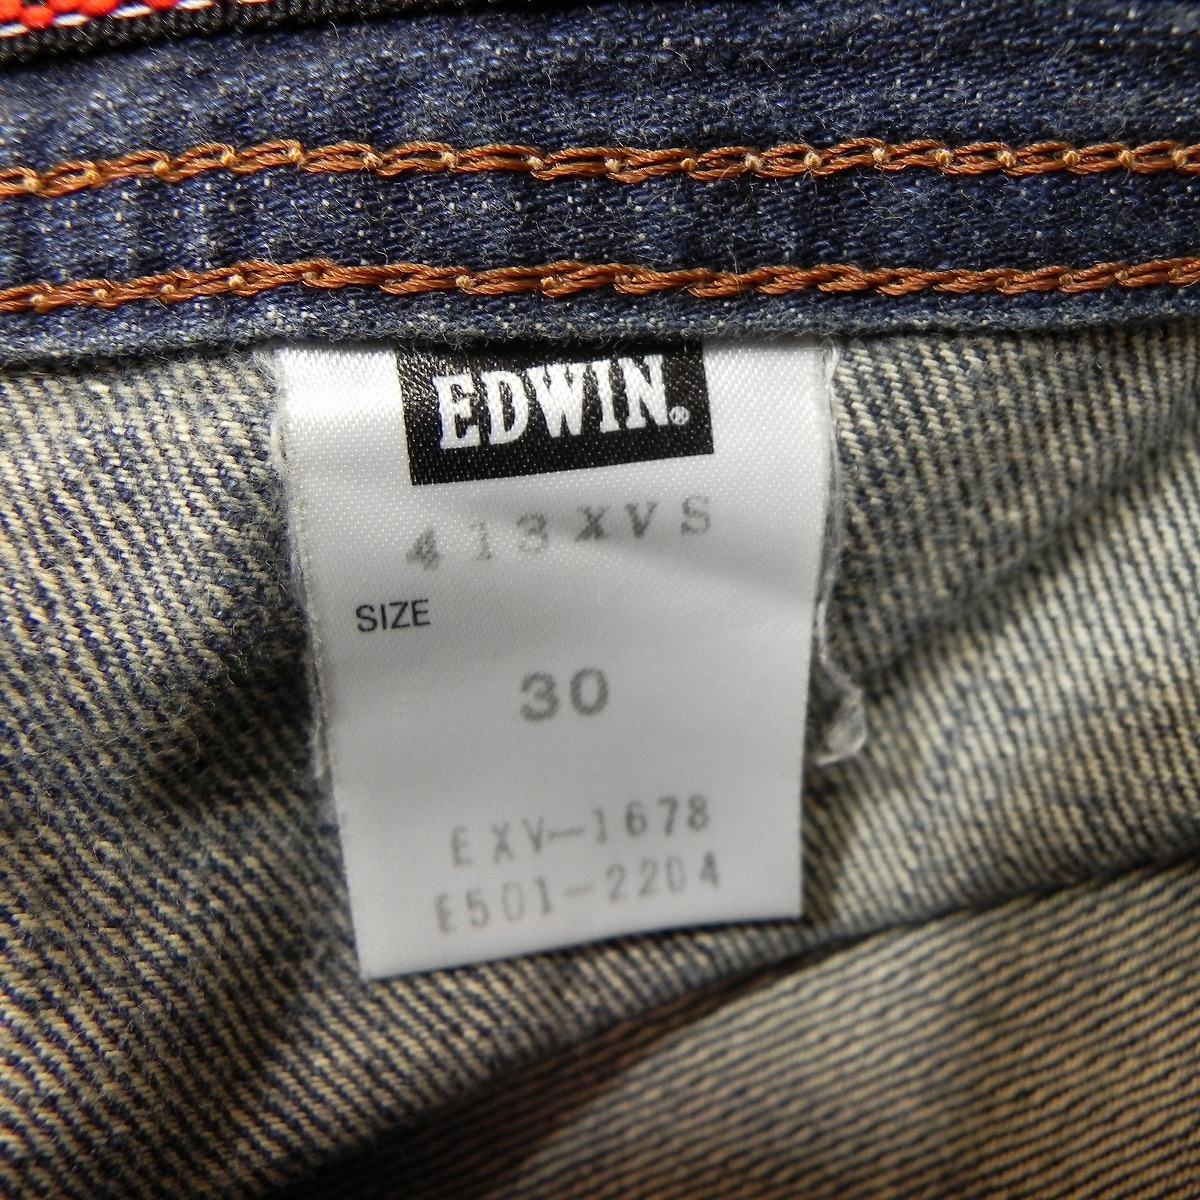 EDWIN®
413XVS
SIZE
30
EXV-1678
E501-2204